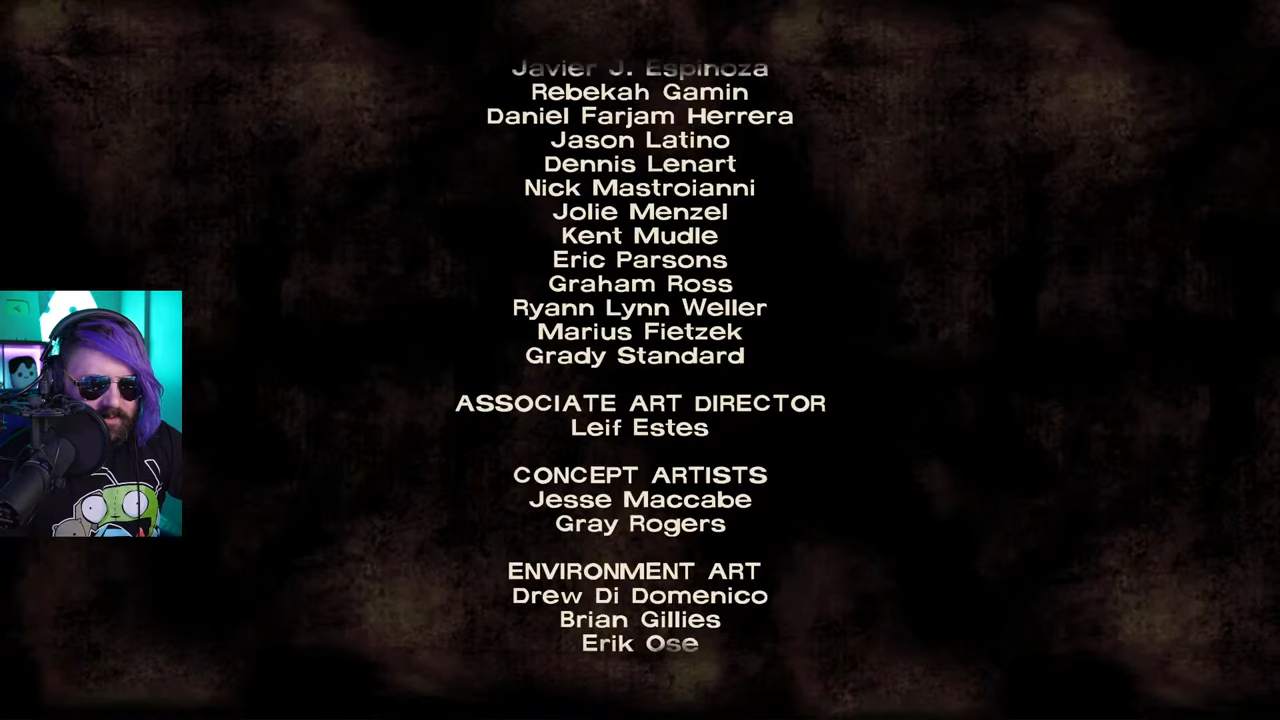 Javier J. Espinoza
Rebekah Gamin
Daniel Farjam Herrera
Jason Latino
Dennis Lenart
Nick Mastroianni
Jolie Menzel
Kent Mudle
Eric Parsons
Graham Ross
Ryann Lynn Weller
Marius Fietzek
Grady Standard
ASSOCIATE ART DIRECTOR
Leif Estes
CONCEPT ARTISTS
Jesse Maccabe
Gray Rogers
ENVIRONMENT ART
Drew Di Domenico
Brian Gillies
Erik Ose